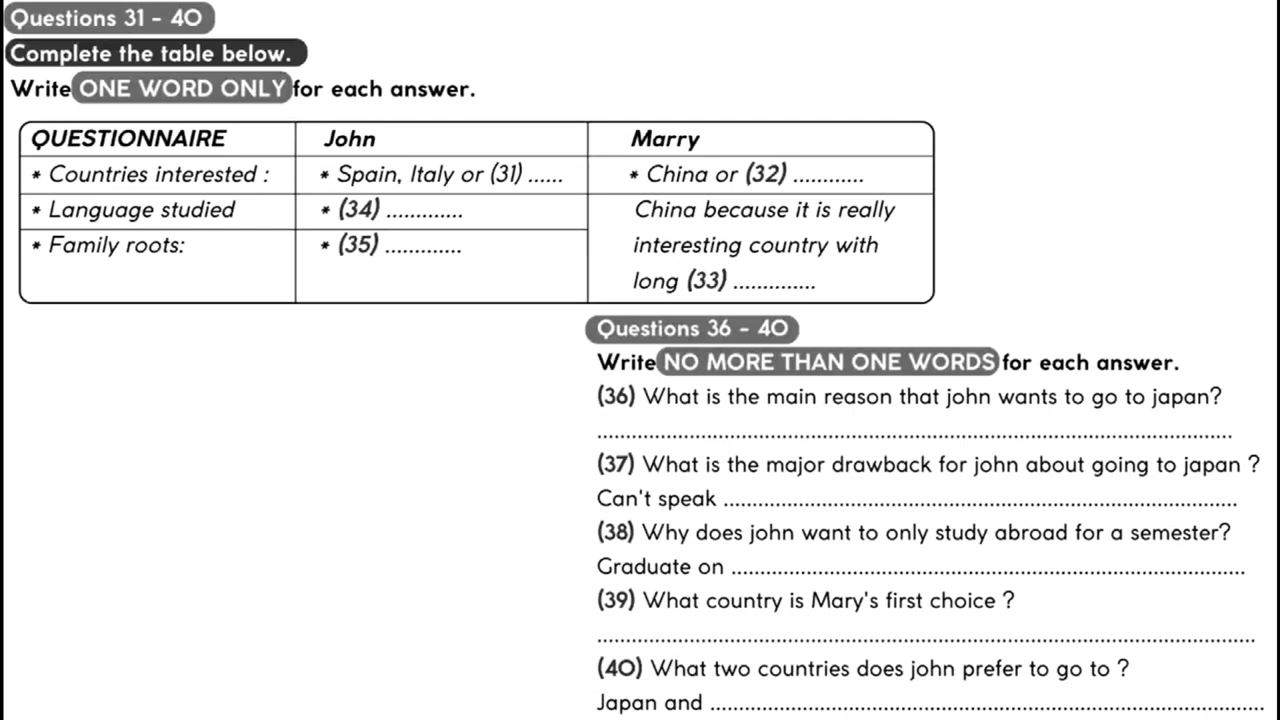 Questions 31 - 40
Complete the table below.
Write ONE WORD ONLY for each answer.
QUESTIONNAIRE John Marry
* Countries interested : * Spain, Italy or (31) ...... * China or (32) ............
* Language studied * (34) ............. China because it is really
* Family roots: * (35) ............. interesting country with
long (33) ..............
Questions 36 - 40
Write NO MORE THAN ONE WORDS for each answer.
(36) What is the main reason that john wants to go to japan?
................................................................................
(37) What is the major drawback for john about going to japan ?
Can't speak ................................................................................
(38) Why does john want to only study abroad for a semester?
Graduate on ................................................................................
(39) What country is Mary's first choice ?
................................................................................
(40) What two countries does john prefer to go to ?
Japan and ................................................................................